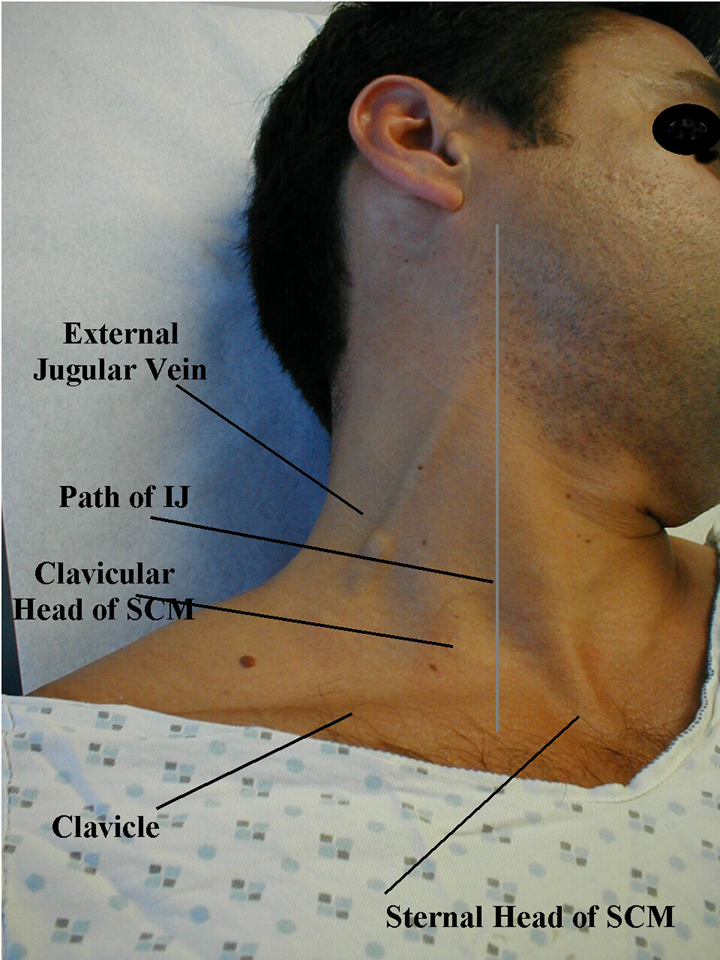 External
Jugular Vein
Path of IJ
Clavicular
Head of SCM
Clavicle
Sternal Head of SCM